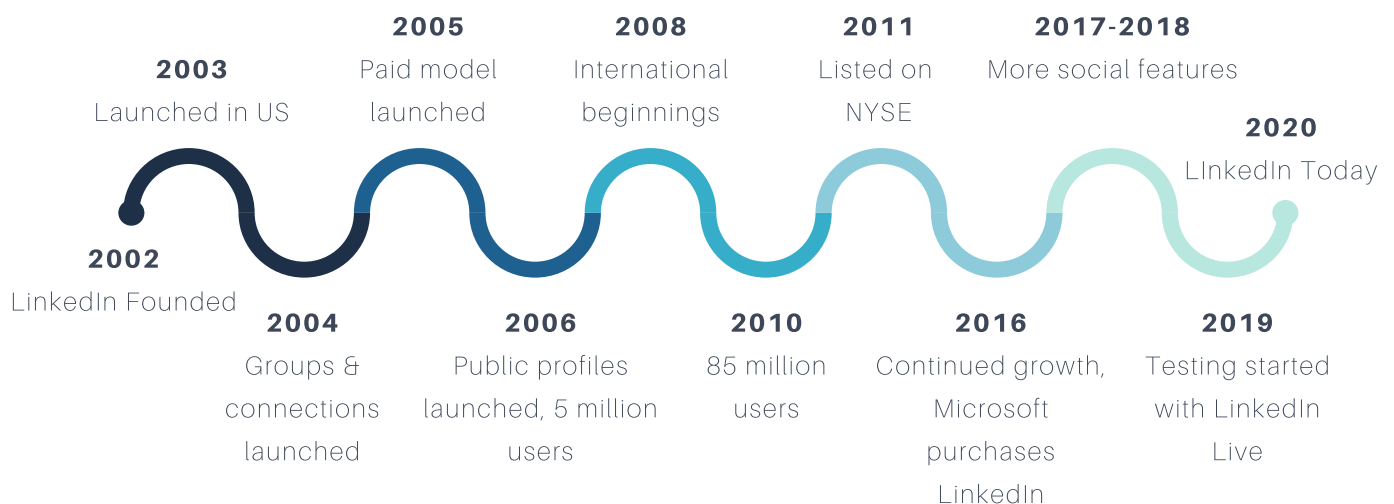 2002
LinkedIn Founded
2003
Launched in US
2004
Groups &
connections
launched
2005
Paid model
launched
2006
Public profiles
launched, 5 million
users
2008
International
beginnings
2010
85 million
users
2011
Listed on
NYSE
2016
Continued growth,
Microsoft
purchases
LinkedIn
2017-2018
More social features
2019
Testing started
with LinkedIn
Live
2020
LInkedIn Today